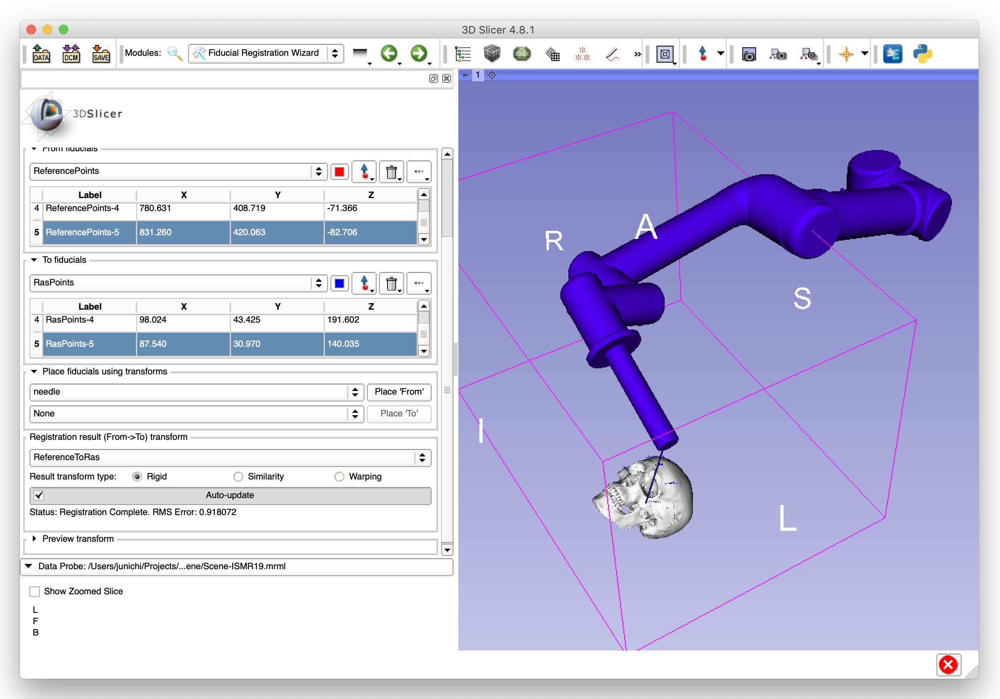 3D Slicer 4.8.1
DATA DCM SAVE Modules: Fiducial Registration Wizard »
1
3DSlicer
From fiducials
ReferencePoints
Label X Y Z
4 ReferencePoints-4 780.631 408.719 -71.366
5 ReferencePoints-5 831.260 420.063 -82.706
To fiducials
RasPoints
Label X Y Z
4 RasPoints-4 98.024 43.425 191.602
5 RasPoints-5 87.540 30.970 140.035
Place fiducials using transforms
needle Place 'From'
None Place 'To'
Registration result (From->To) transform
ReferenceToRas
Result transform type: Rigid Similarity Warping
Auto-update
Status: Registration Complete. RMS Error: 0.918072
Preview transform
Data Probe: /Users/junichi/Projects/...ene/Scene-ISMR19.mrml
Show Zoomed Slice
L
F
B
R
A
S
I
L